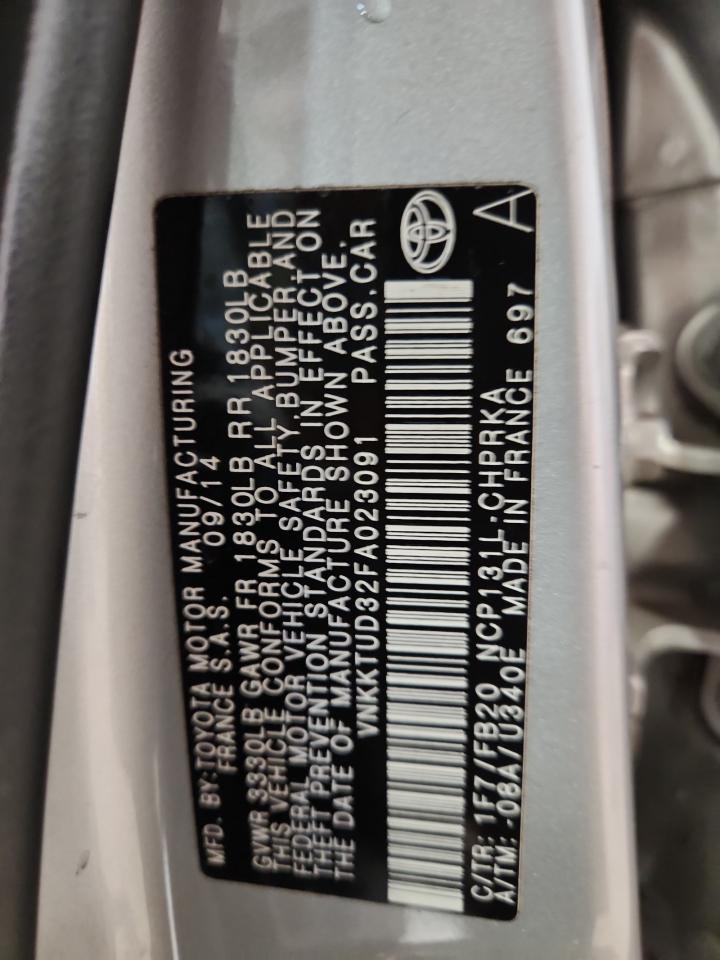 MFD. BY:TOYOTA MOTOR MANUFACTURING
FRANCE S.A.S. 09/14
GVWR 3330LB GAWR FR 1830LB RR 1830LB
THIS VEHICLE CONFORMS TO ALL APPLICABLE
FEDERAL MOTOR VEHICLE SAFETY, BUMPER, AND
THEFT PREVENTION STANDARDS IN EFFECT ON
THE DATE OF MANUFACTURE SHOWN ABOVE.
VNKKTUD32FA023091 PASS.CAR
C/TR: 1F7/FB20 NCP131L-CHPRKA
A/TM: -08A/U340E MADE IN FRANCE 697 A